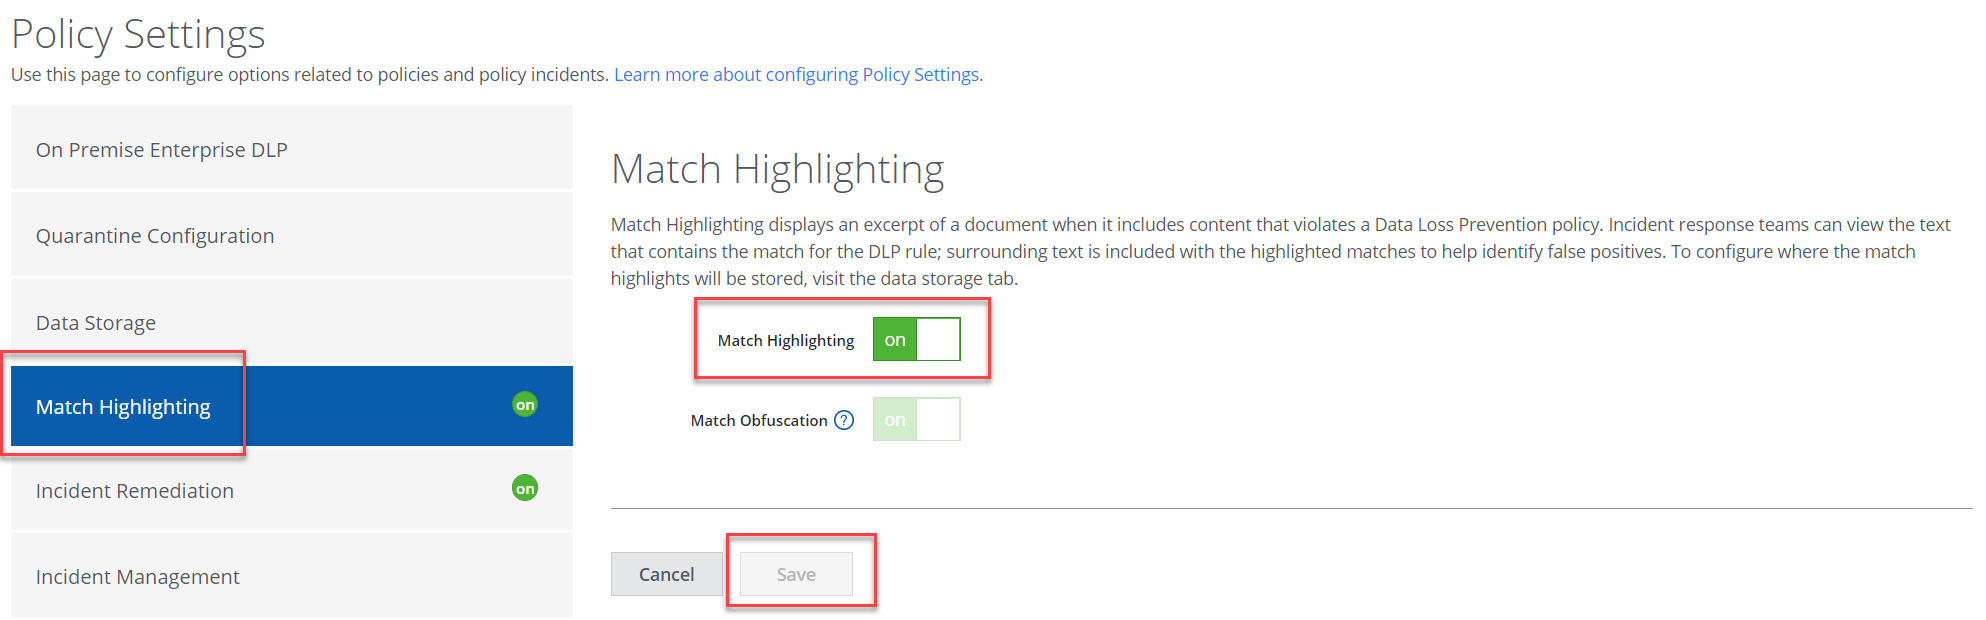 Policy Settings
Use this page to configure options related to policies and policy incidents. Learn more about configuring Policy Settings.
On Premise Enterprise DLP
Quarantine Configuration
Data Storage
Match Highlighting on
Incident Remediation on
Incident Management
Match Highlighting
Match Highlighting displays an excerpt of a document when it includes content that violates a Data Loss Prevention policy. Incident response teams can view the text
that contains the match for the DLP rule; surrounding text is included with the highlighted matches to help identify false positives. To configure where the match
highlights will be stored, visit the data storage tab.
Match Highlighting on
Match Obfuscation ? on
Cancel Save